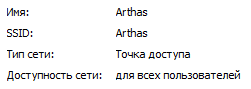 Имя: Arthas
SSID: Arthas
Тип сети: Точка доступа
Доступность сети: для всех пользователей